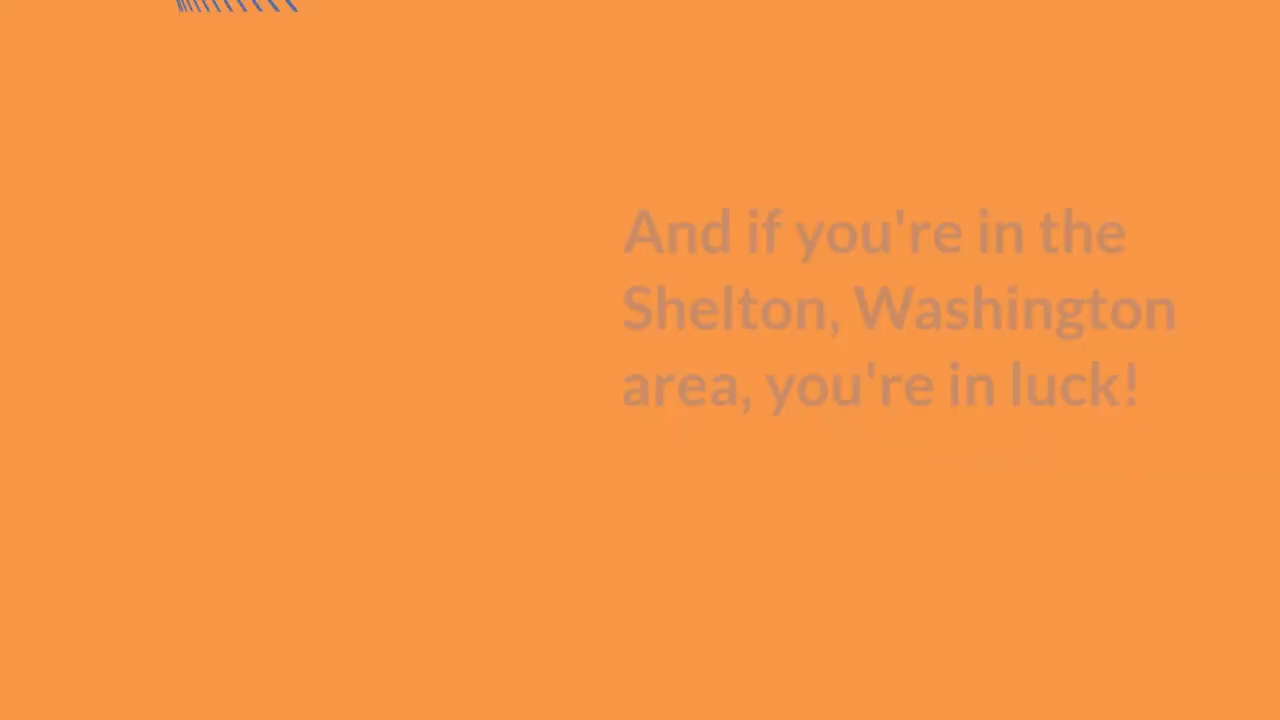 And if you're in the
Shelton, Washington
area, you're in luck!